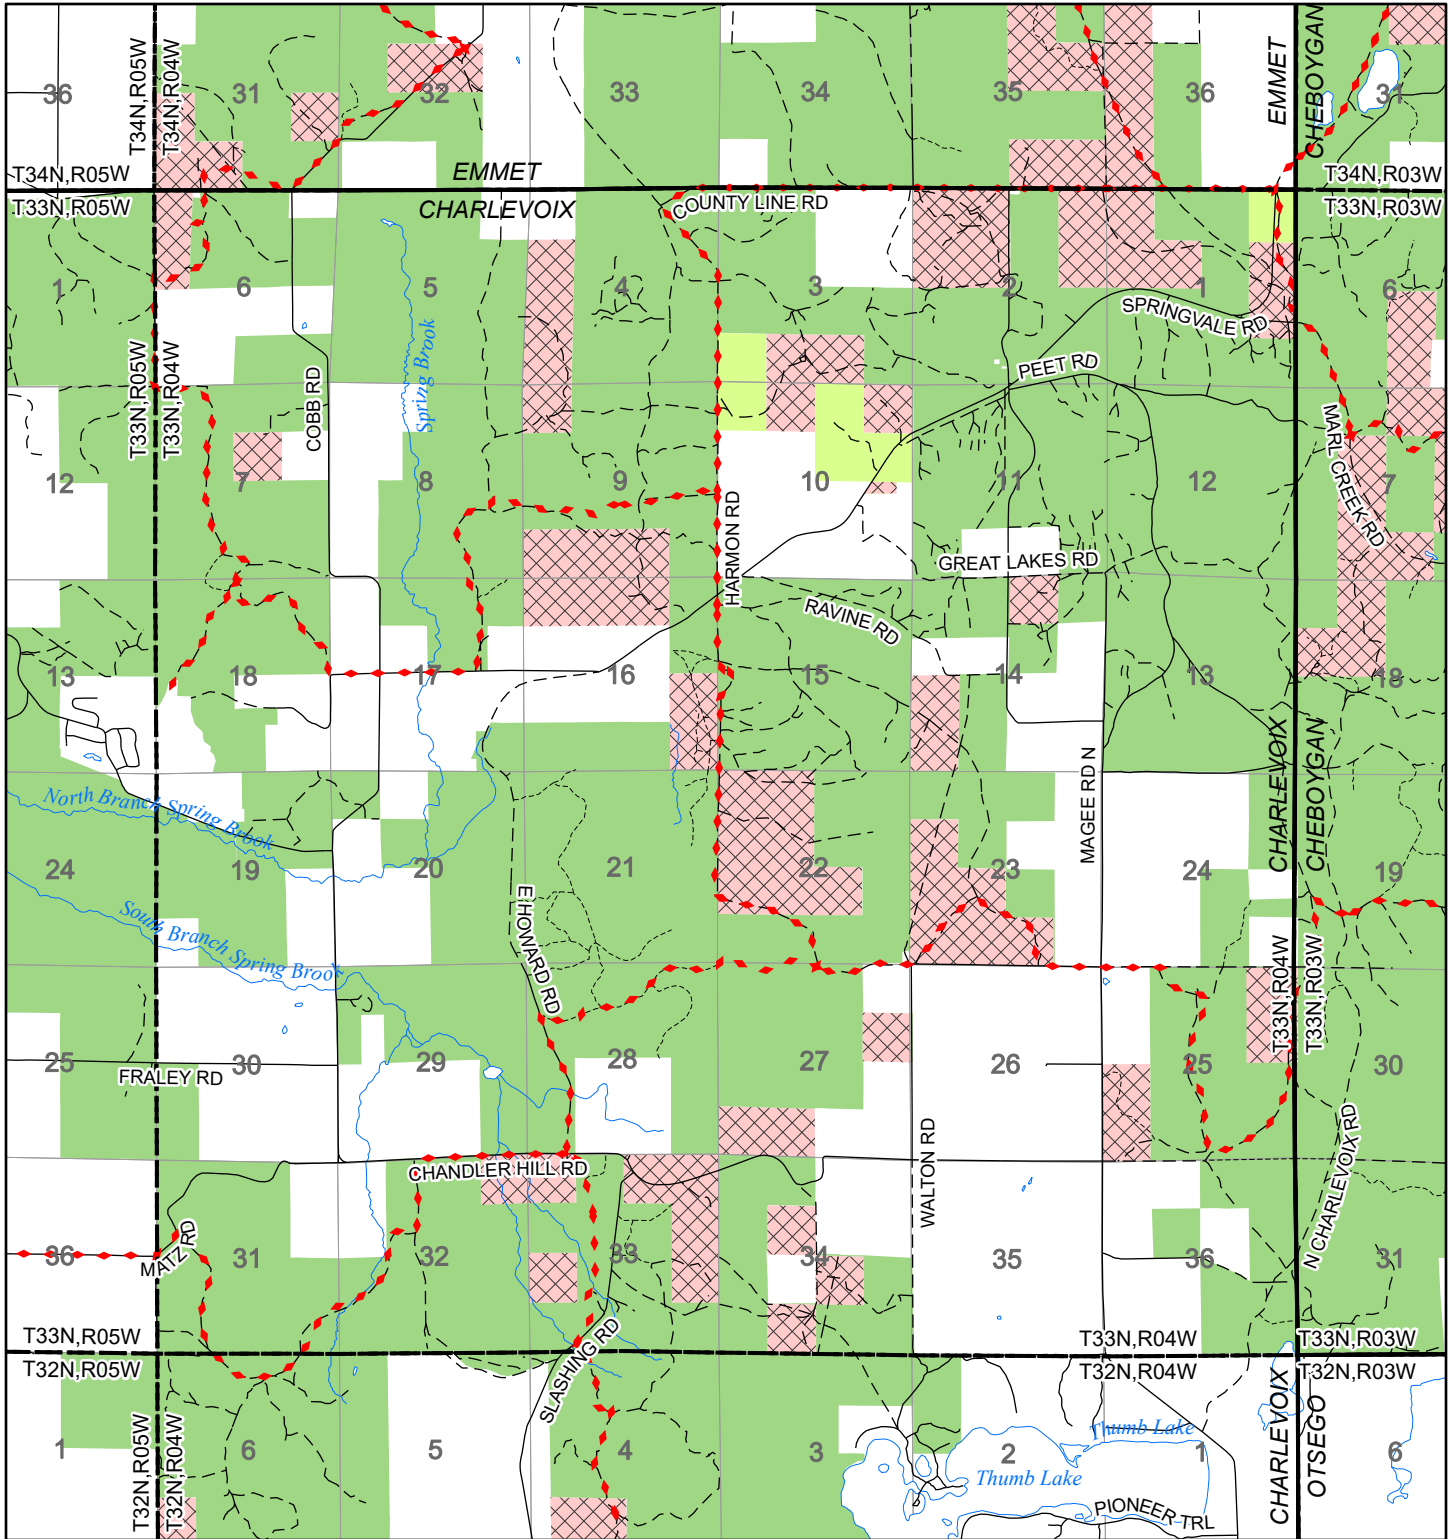 36
31
32
33
34
35
36
31
T34N,R05W
T34N,R04W
EMMET
CHEBOYGAN
T34N,R05W
EMMET
T34N,R03W
T33N,R05W
CHARLEVOIX
COUNTY LINE RD
T33N,R03W
1
6
5
4
3
2
1
6
SPRINGVALE RD
Spring Brook
T33N,R05W
T33N,R04W
COBB RD
PEET RD
MARL CREEK RD
12
7
8
9
10
11
12
7
HARMON RD
GREAT LAKES RD
RAVINE RD
13
18
17
16
15
14
13
18
MAGEE RD N
CHARLEVOIX
CHEBOYGAN
North Branch Spring Brook
24
19
20
21
22
23
24
19
E HOWARD RD
South Branch Spring Brook
T33N,R04W
T33N,R03W
25
30
29
28
27
26
25
30
FRALEY RD
CHANDLER HILL RD
WALTON RD
N CHARLEVOIX RD
36
MATZ RD
31
32
33
34
35
36
31
T33N,R05W
T33N,R04W
T33N,R03W
T32N,R05W
T32N,R04W
T32N,R03W
SLASHING RD
T32N,R05W
T32N,R04W
CHARLEVOIX
OTSEGO
1
6
5
4
3
2
1
6
Thumb Lake
Thumb Lake
PIONEER TRL